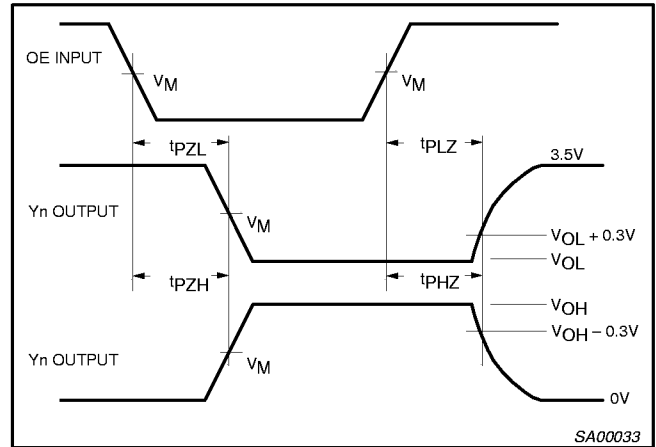 OE INPUT
VM
VM
tPZL
tPLZ
3.5V
Yn OUTPUT
VM
VOL + 0.3V
VOL
tPZH
tPHZ
VOH
VOH – 0.3V
Yn OUTPUT
VM
0V
SA00033